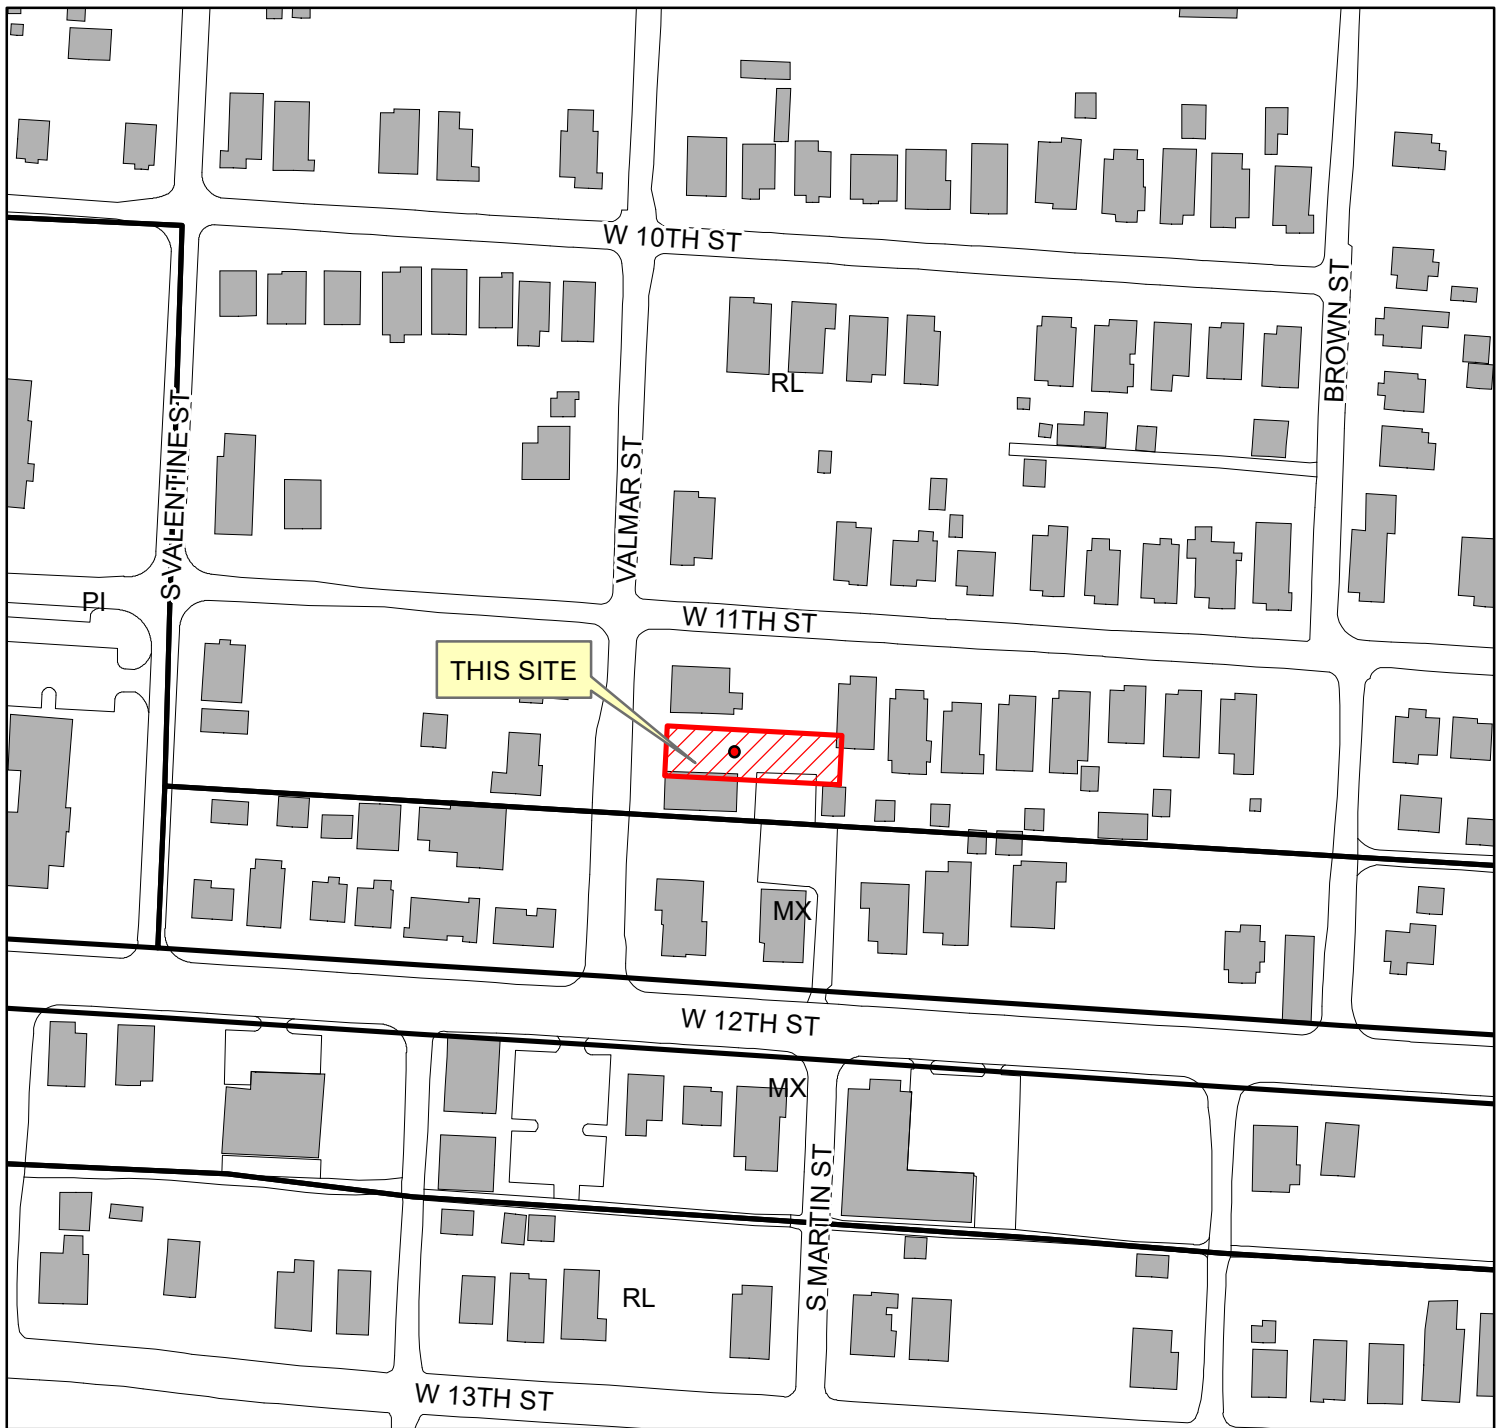 W 10TH ST
BROWN ST
RL
S VALENTINE ST
VALMAR ST
PI
W 11TH ST
THIS SITE
MX
W 12TH ST
MX
S MARTIN ST
RL
W 13TH ST